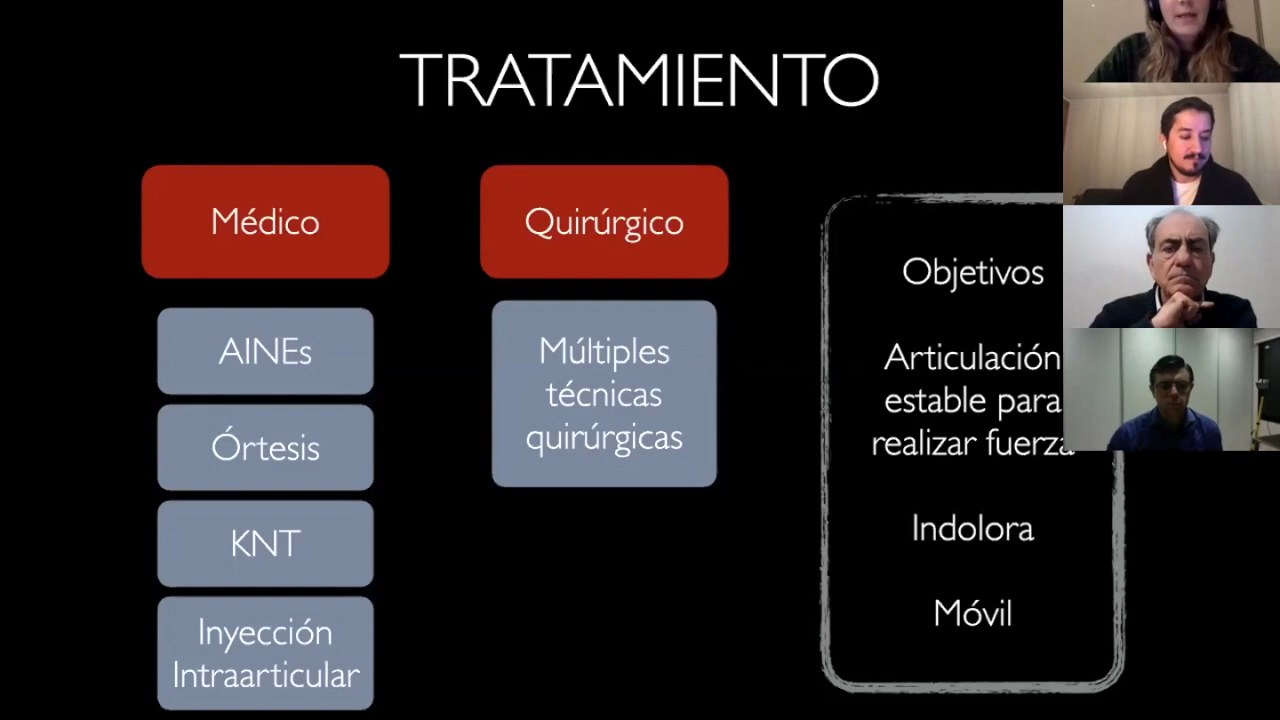 TRATAMIENTO
Médico
AINEs
Órtesis
KNT
Inyección
Intraarticular
Quirúrgico
Múltiples
técnicas
quirúrgicas
Objetivos
Articulación
estable para
realizar fuerza
Indolora
Móvil